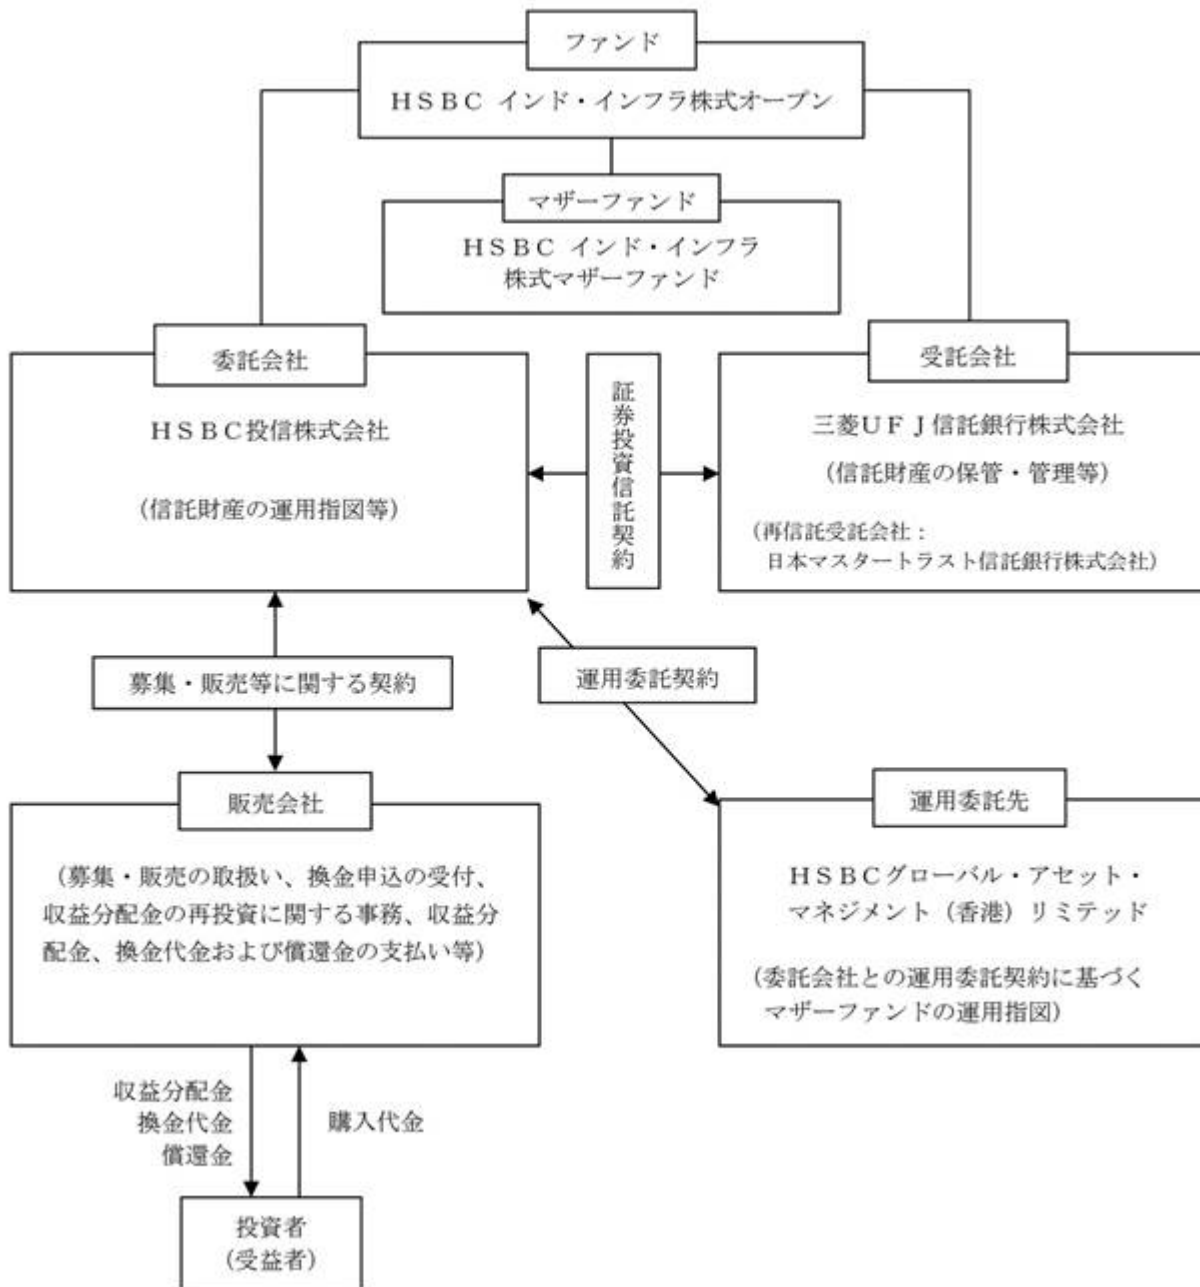 ファンド
ＨＳＢＣ インド・インフラ株式オープン
マザーファンド
ＨＳＢＣ インド・インフラ
株式マザーファンド
委託会社
ＨＳＢＣ投信株式会社
（信託財産の運用指図等）
証券投資信託契約
受託会社
三菱ＵＦＪ信託銀行株式会社
（信託財産の保管・管理等）
（再信託受託会社：
日本マスタートラスト信託銀行株式会社）
募集・販売等に関する契約
運用委託契約
販売会社
（募集・販売の取扱い、換金申込の受付、
収益分配金の再投資に関する事務、収益分
配金、換金代金および償還金の支払い等）
運用委託先
ＨＳＢＣグローバル・アセット・
マネジメント（香港）リミテッド
（委託会社との運用委託契約に基づく
マザーファンドの運用指図）
収益分配金
換金代金
償還金
購入代金
投資者
（受益者）